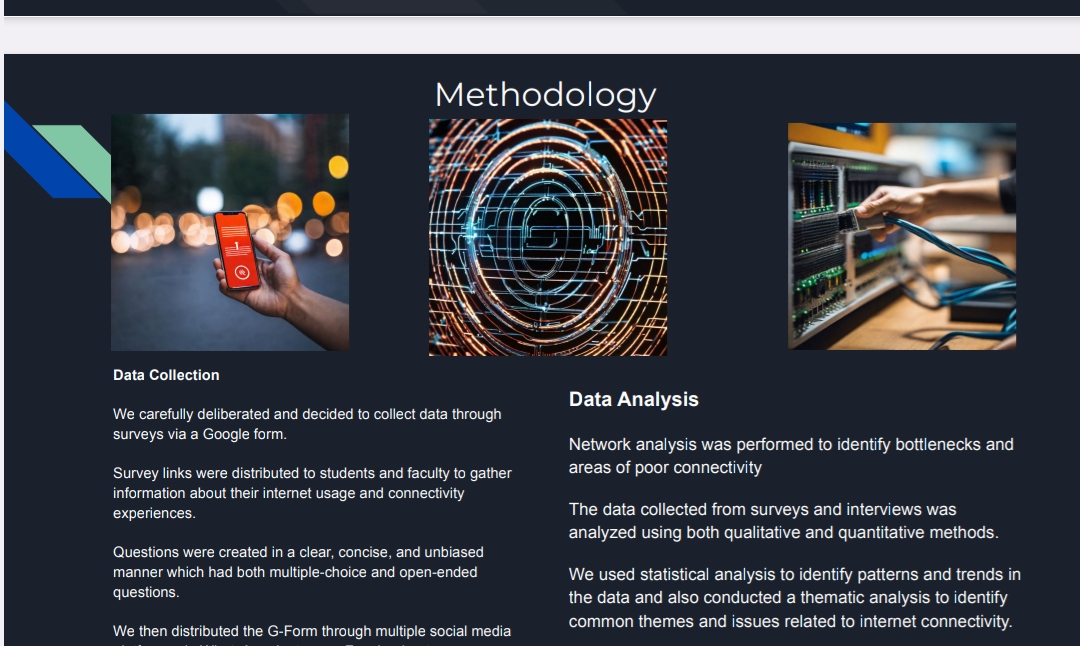 Methodology
Data Collection
We carefully deliberated and decided to collect data through
surveys via a Google form.
Survey links were distributed to students and faculty to gather
information about their internet usage and connectivity
experiences.
Questions were created in a clear, concise, and unbiased
manner which had both multiple-choice and open-ended
questions.
We then distributed the G-Form through multiple social media
Data Analysis
Network analysis was performed to identify bottlenecks and
areas of poor connectivity
The data collected from surveys and interviews was
analyzed using both qualitative and quantitative methods.
We used statistical analysis to identify patterns and trends in
the data and also conducted a thematic analysis to identify
common themes and issues related to internet connectivity.